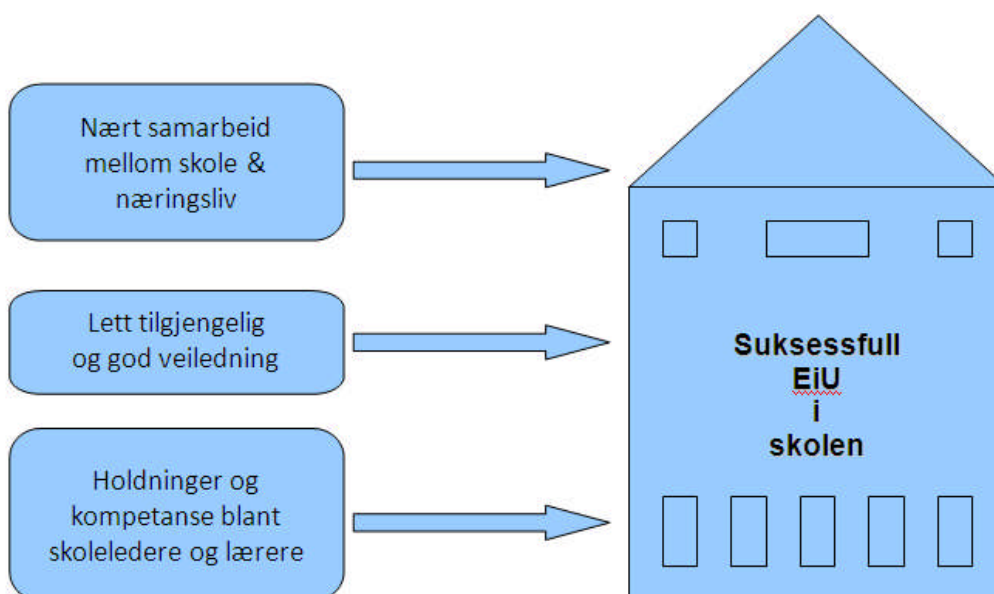 Nært samarbeid
mellom skole &
næringsliv
Lett tilgjengelig
og god veiledning
Holdninger og
kompetanse blant
skoleledere og lærere
Suksessfull
EiU
i
skolen